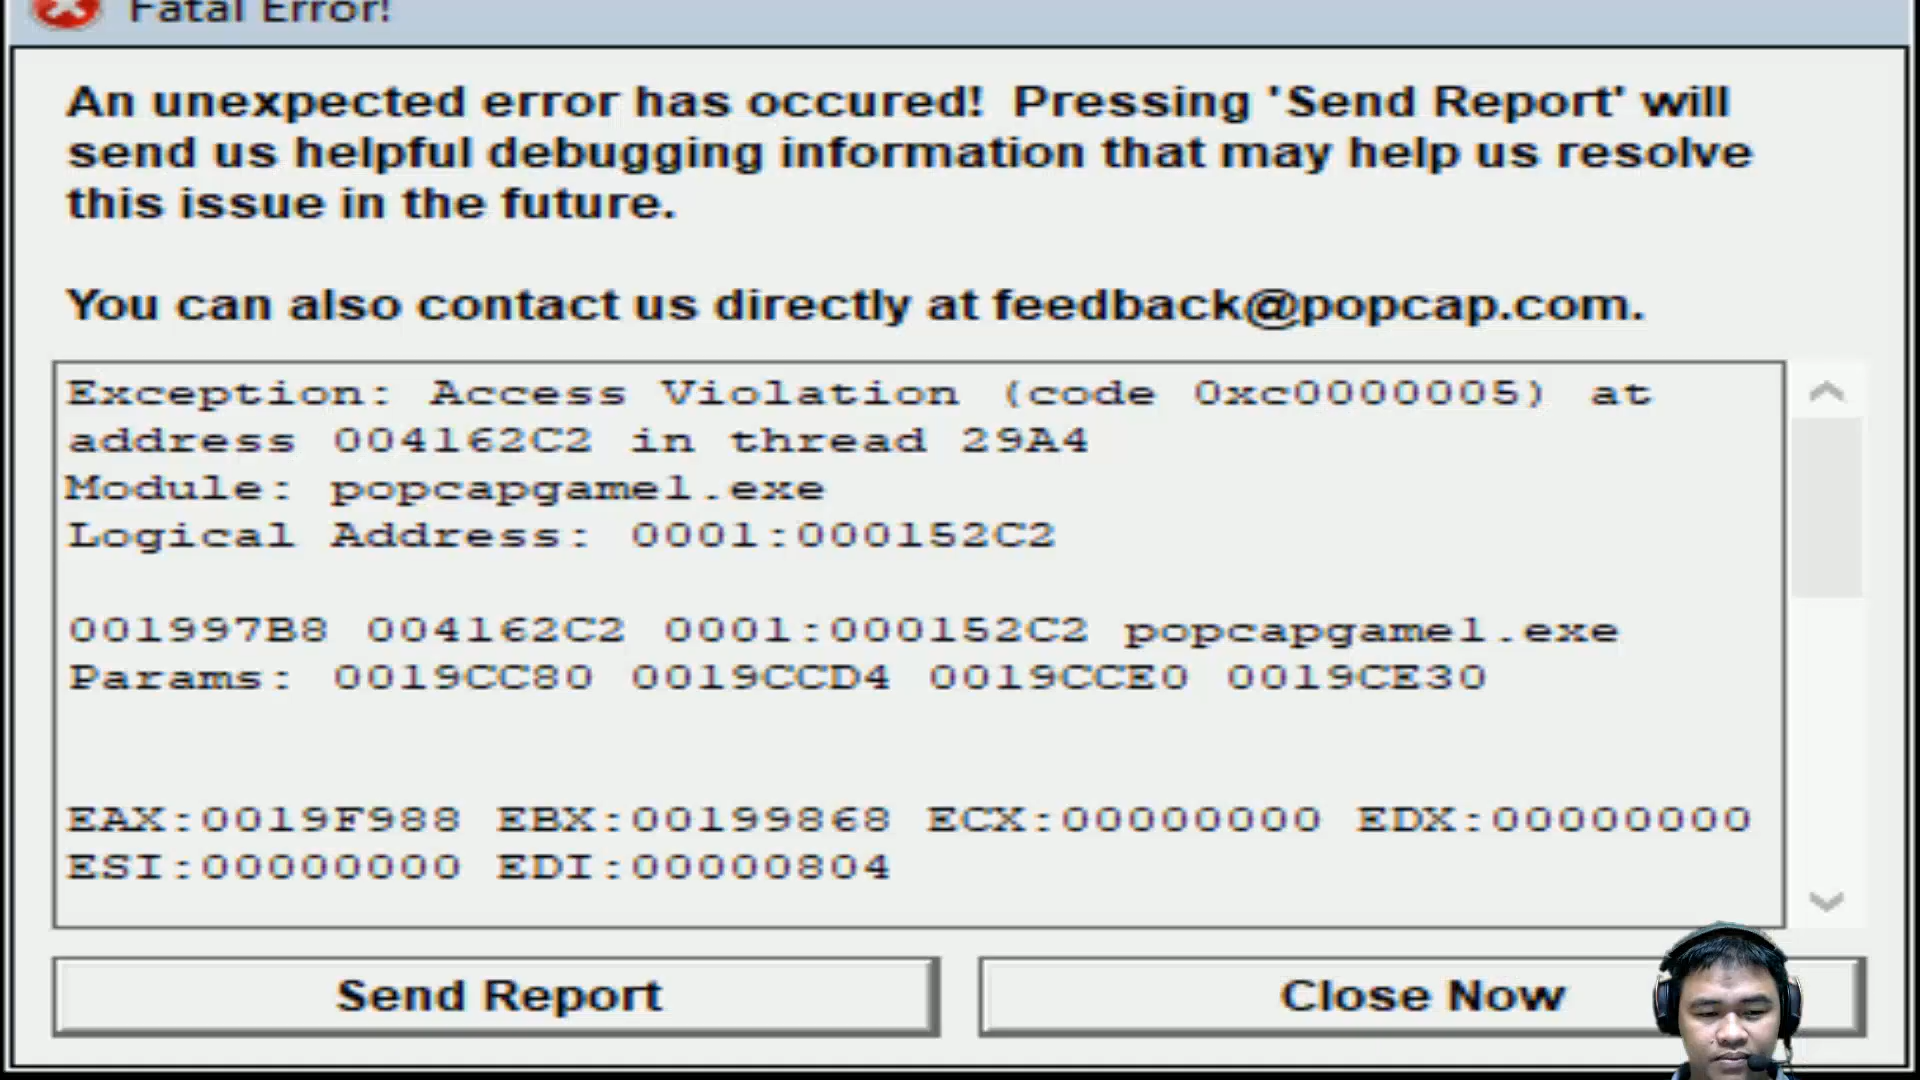 Fatal Error!
An unexpected error has occured!  Pressing 'Send Report' will
send us helpful debugging information that may help us resolve
this issue in the future.
You can also contact us directly at feedback@popcap.com.
Exception: Access Violation (code 0xc0000005) at
address 004162C2 in thread 29A4
Module: popcapgame1.exe
Logical Address: 0001:000152C2
001997B8 004162C2 0001:000152C2 popcapgame1.exe
Params: 0019CC80 0019CCD4 0019CCE0 0019CE30
EAX:0019F988 EBX:00199868 ECX:00000000 EDX:00000000
ESI:00000000 EDI:00000804
Send Report
Close Now